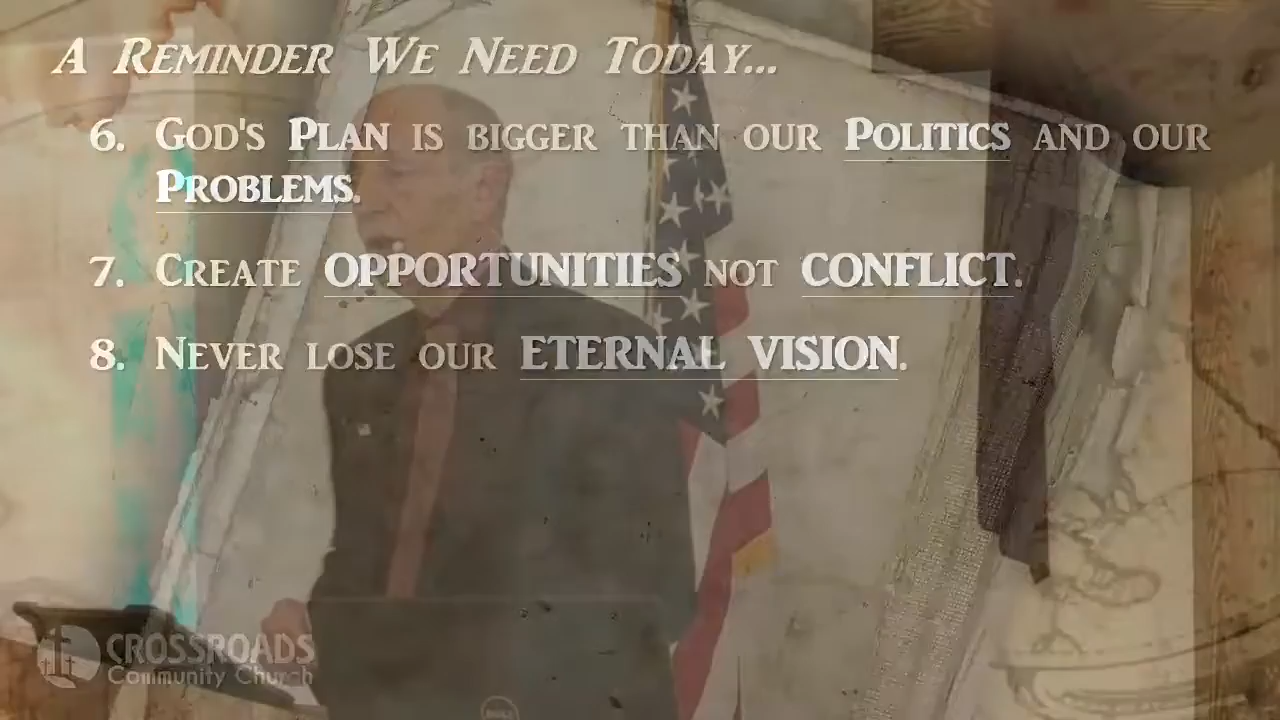 A Reminder We Need Today...
6. God's Plan is bigger than our Politics and our
Problems.
7. Create OPPORTUNITIES not CONFLICT.
8. Never lose our ETERNAL VISION.
CROSSROADS
Community Church
DELL